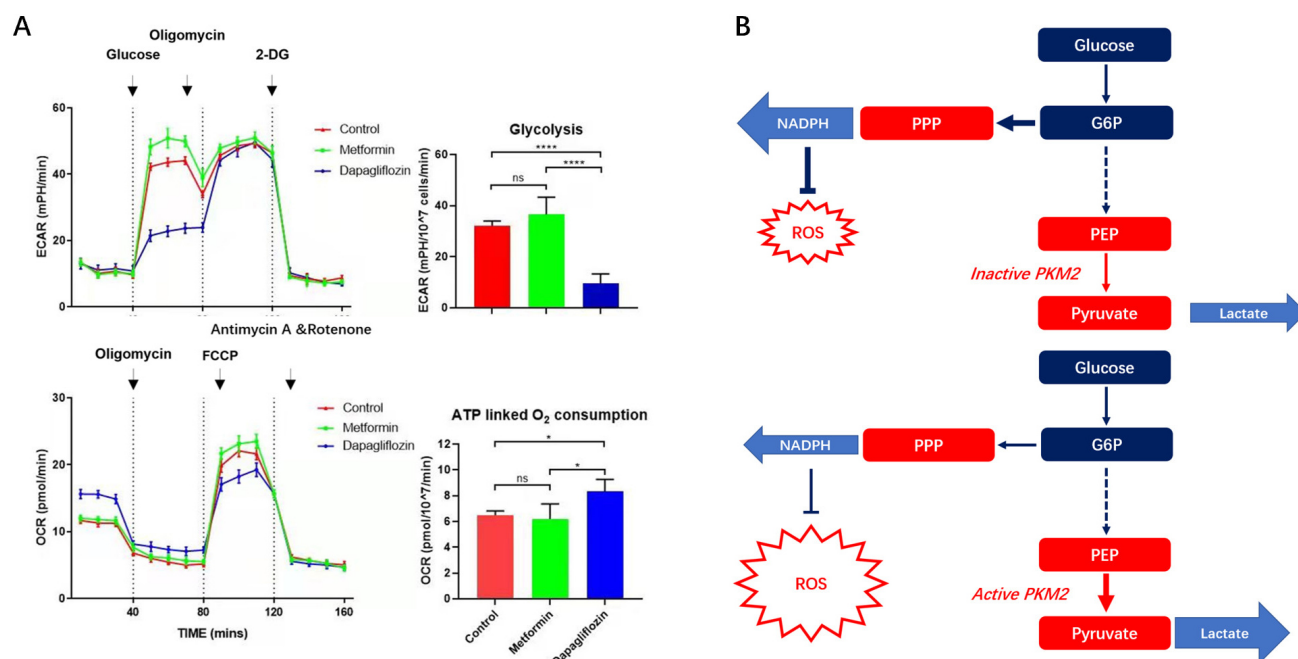 A
Oligomycin
Glucose
2-DG
ECAR (mPH/min)
60
40
20
0
Control
Metformin
Dapagliflozin
Glycolysis
ECAR (mPH/10^7 cells/min)
60
40
20
0
****
****
ns
Antimycin A &Rotenone
Oligomycin
FCCP
OCR (pmol/min)
30
20
10
0
40
80
120
160
TIME (mins)
Control
Metformin
Dapagliflozin
ATP linked O2 consumption
OCR (pmol/10^7/min)
12
10
8
6
4
2
0
*
*
ns
Control
Metformin
Dapagliflozin
B
Glucose
NADPH
PPP
G6P
ROS
PEP
Inactive PKM2
Pyruvate
Lactate
Glucose
NADPH
PPP
G6P
ROS
PEP
Active PKM2
Pyruvate
Lactate